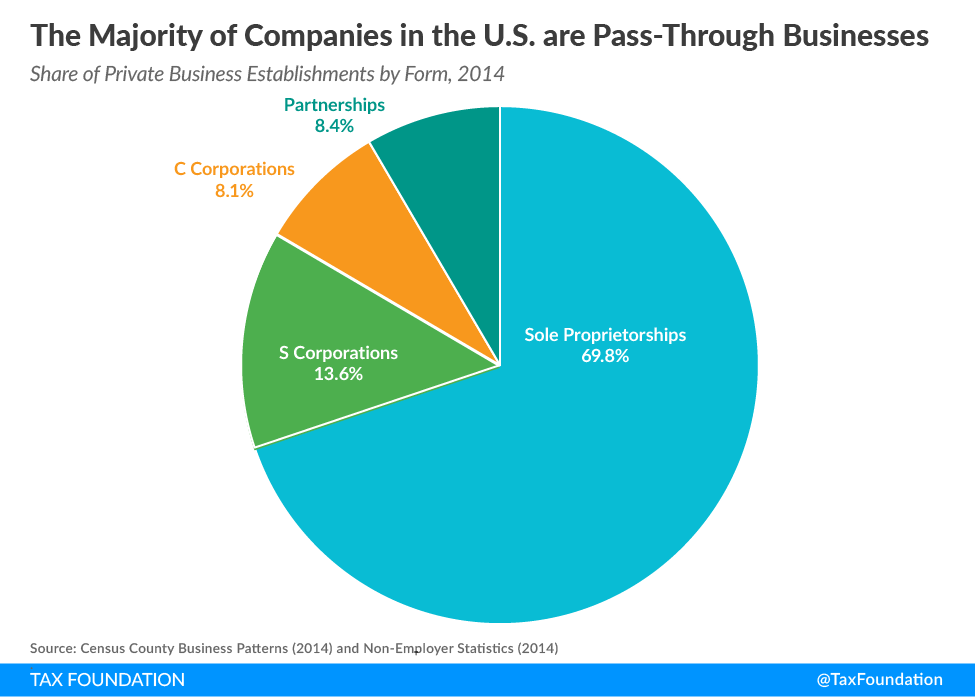 The Majority of Companies in the U.S. are Pass-Through Businesses
Share of Private Business Establishments by Form, 2014
Partnerships
8.4%
C Corporations
8.1%
Sole Proprietorships
69.8%
S Corporations
13.6%
Source: Census County Business Patterns (2014) and Non-Employer Statistics (2014)
TAX FOUNDATION
@TaxFoundation